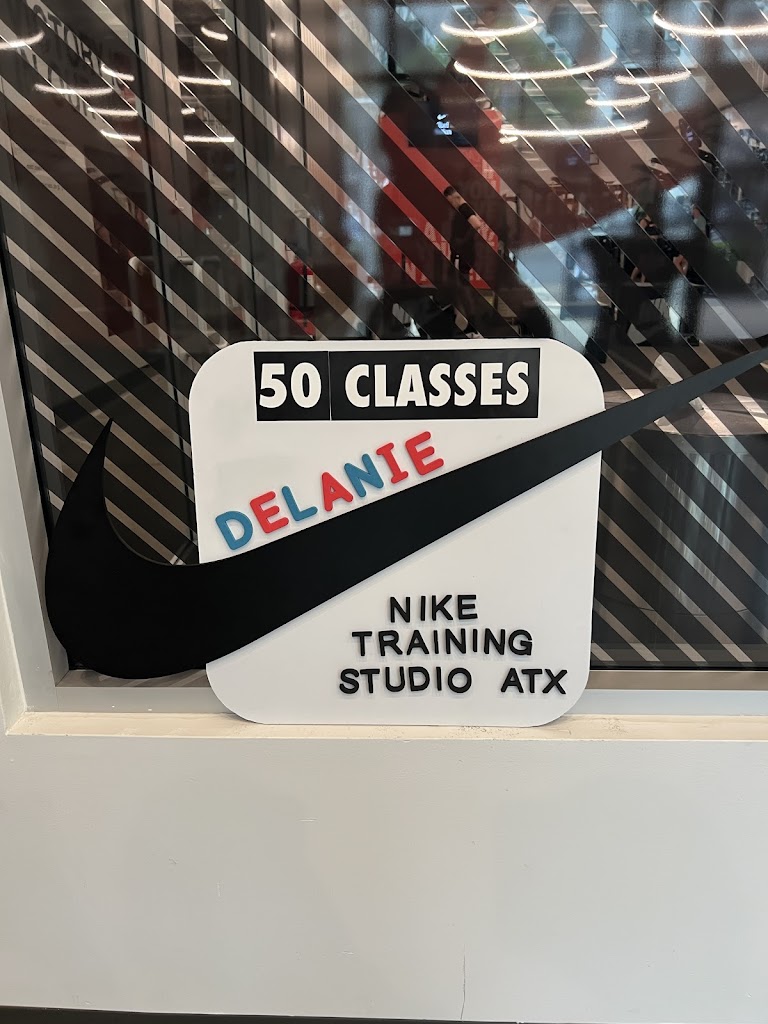 50 CLASSES
DELANIE
NIKE
TRAINING
STUDIO ATX